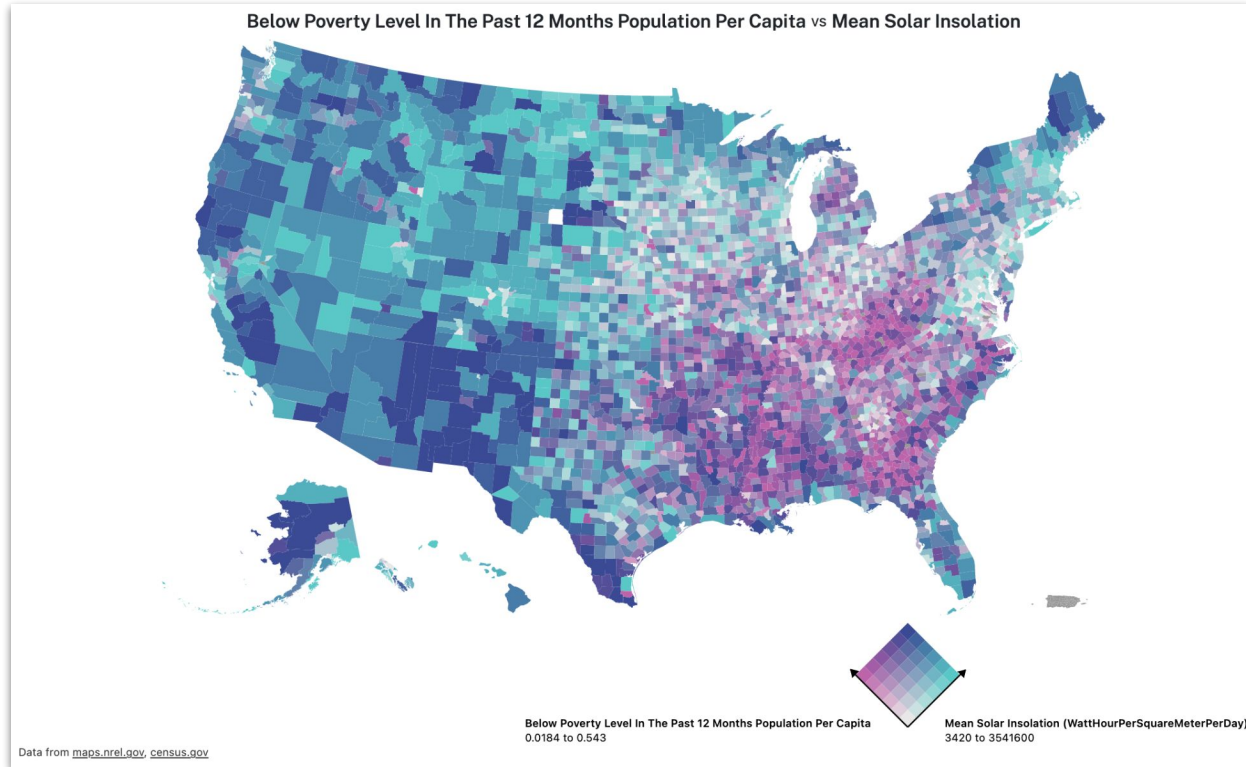 Below Poverty Level In The Past 12 Months Population Per Capita vs Mean Solar Insolation
Below Poverty Level In The Past 12 Months Population Per Capita
0.0184 to 0.543
Mean Solar Insolation (WattHourPerSquareMeterPerDay)
3420 to 3541600
Data from maps.nrel.gov, census.gov